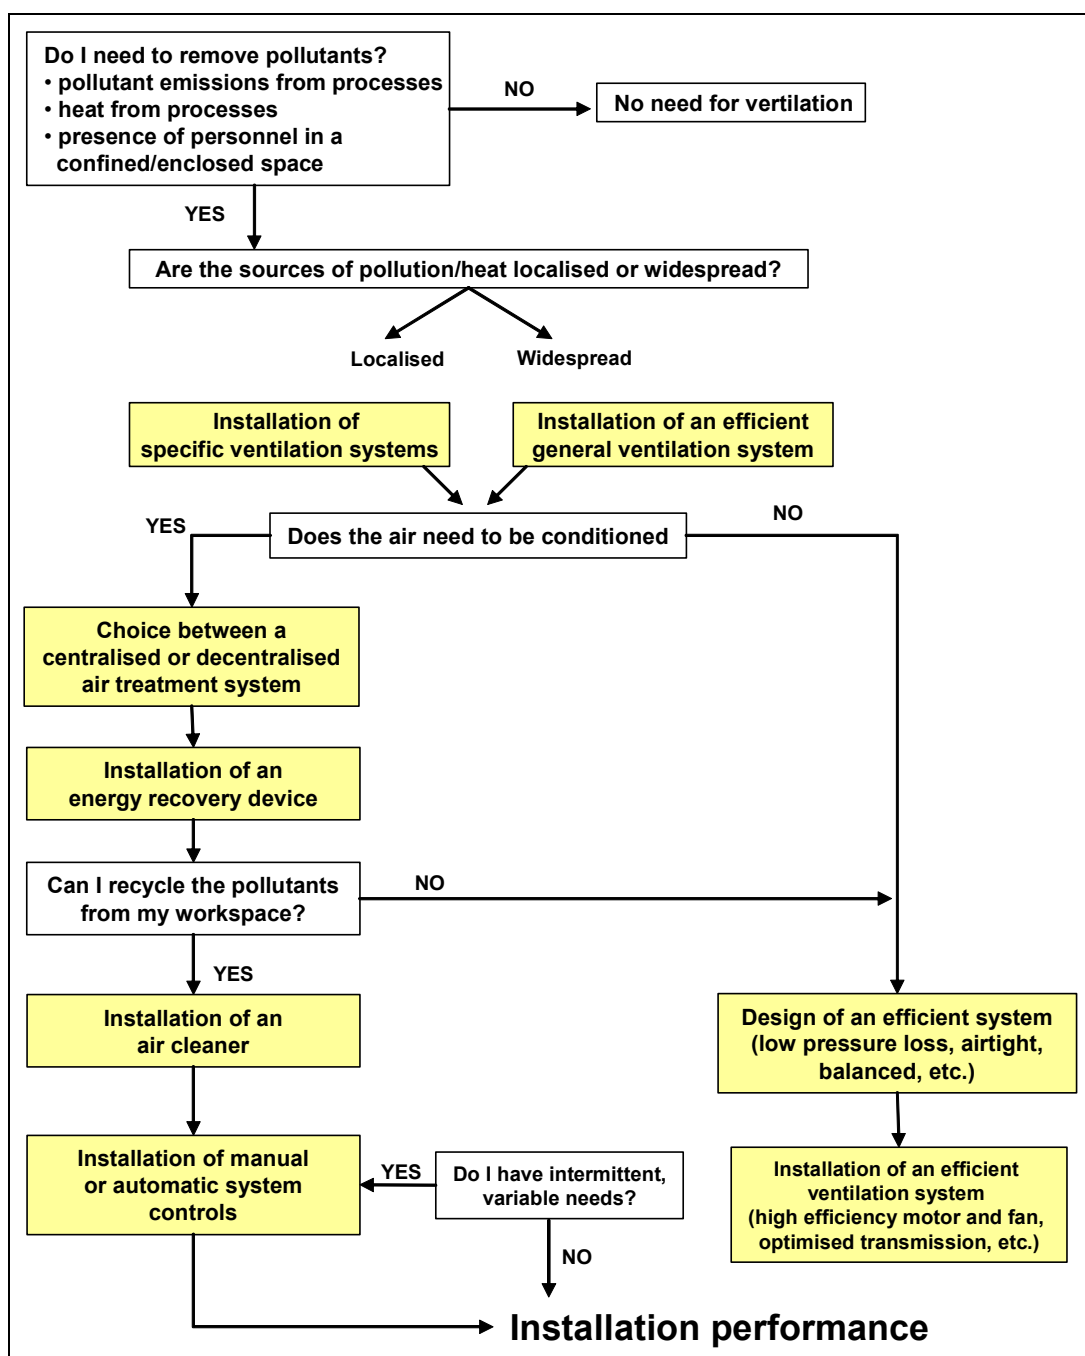 Do I need to remove pollutants?
• pollutant emissions from processes
• heat from processes
• presence of personnel in a
confined/enclosed space
NO
No need for vertilation
YES
Are the sources of pollution/heat localised or widespread?
Localised
Widespread
Installation of
specific ventilation systems
Installation of an efficient
general ventilation system
YES
Does the air need to be conditioned
NO
Choice between a
centralised or decentralised
air treatment system
Installation of an
energy recovery device
Can I recycle the pollutants
from my workspace?
NO
YES
Installation of an
air cleaner
Design of an efficient system
(low pressure loss, airtight,
balanced, etc.)
Installation of manual
or automatic system
controls
YES
Do I have intermittent,
variable needs?
Installation of an efficient
ventilation system
(high efficiency motor and fan,
optimised transmission, etc.)
NO
Installation performance